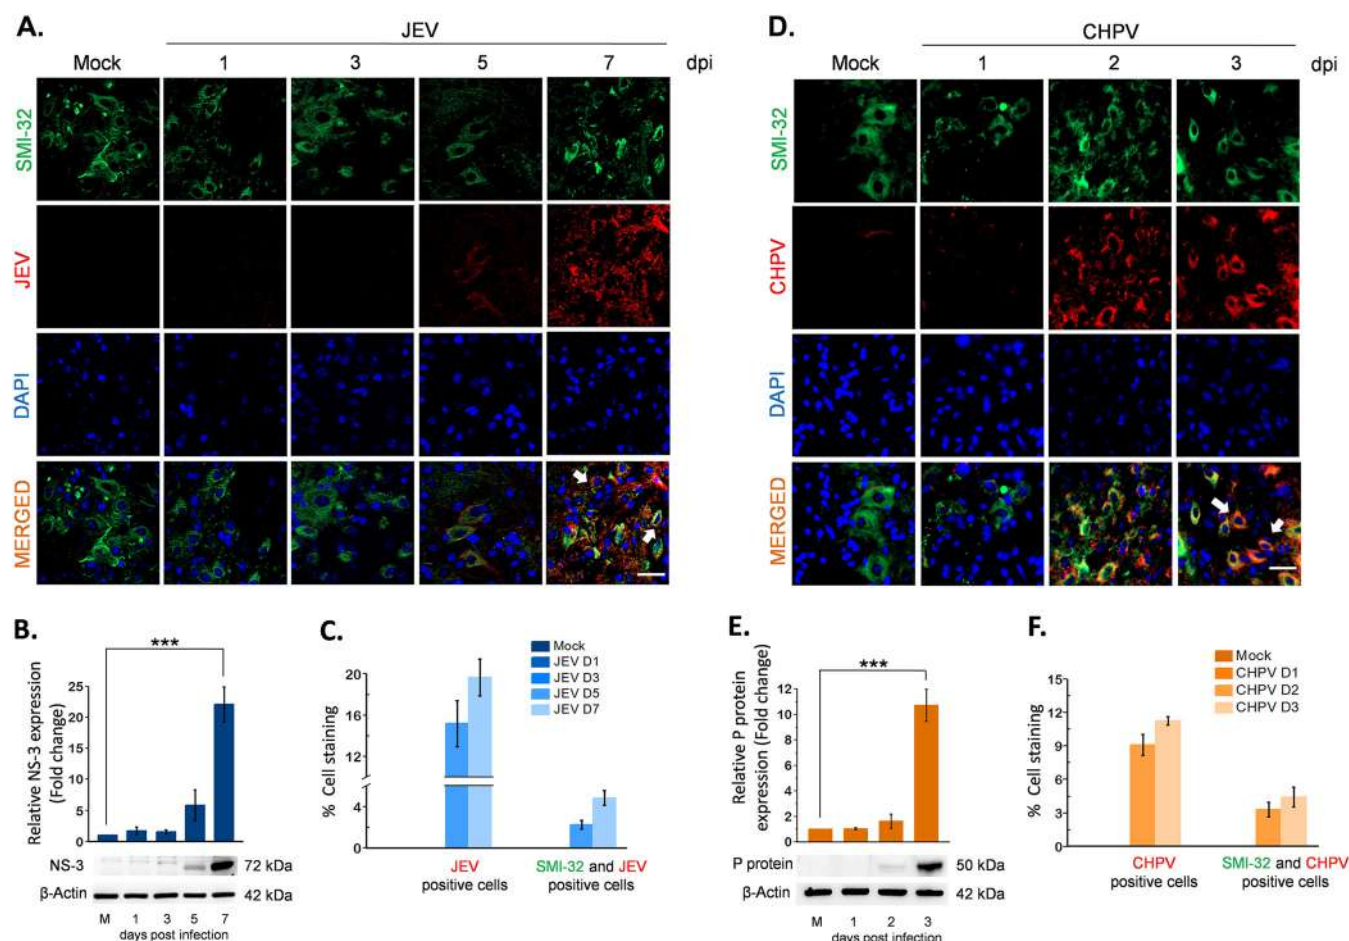 A.
JEV
Mock 1 3 5 7 dpi
SMI-32
JEV
DAPI
MERGED
D.
CHPV
Mock 1 2 3 dpi
SMI-32
CHPV
DAPI
MERGED
B.
***
Relative NS-3 expression
(Fold change)
25
20
15
10
5
0
NS-3 72 kDa
β-Actin 42 kDa
M 1 3 5 7
days post infection
C.
Mock
JEV D1
JEV D3
JEV D5
JEV D7
% Cell staining
20
16
12
4
0
JEV
positive cells
SMI-32 and JEV
positive cells
E.
***
Relative P protein
expression (Fold change)
12
10
8
6
4
2
0
P protein 50 kDa
β-Actin 42 kDa
M 1 2 3
days post infection
F.
Mock
CHPV D1
CHPV D2
CHPV D3
% Cell staining
15
12
9
6
3
0
CHPV
positive cells
SMI-32 and CHPV
positive cells